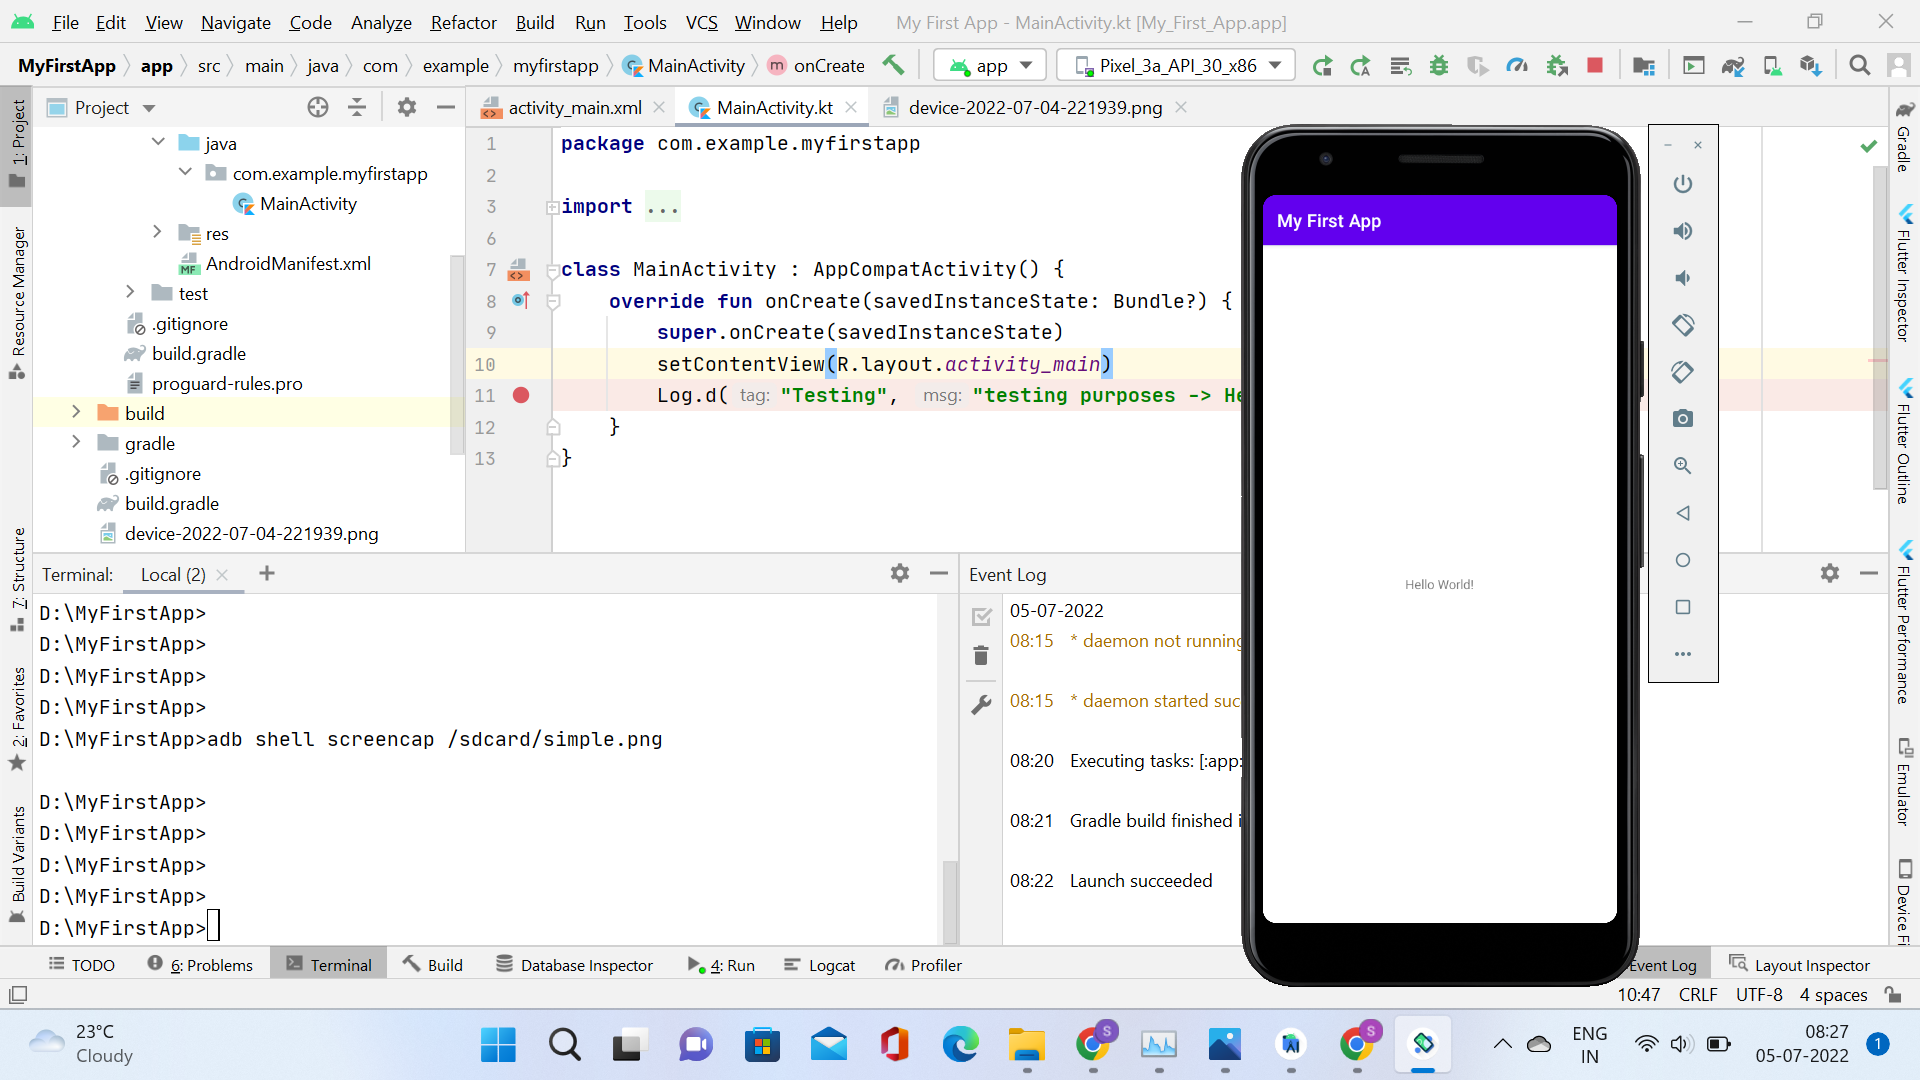 File Edit View Navigate Code Analyze Refactor Build Run Tools VCS Window Help My First App - MainActivity.kt [My_First_App.app]
MyFirstApp app src main java com example myfirstapp MainActivity m onCreate app Pixel_3a_API_30_x86
Project
activity_main.xml MainActivity.kt device-2022-07-04-221939.png
java
com.example.myfirstapp
MainActivity
res
MF AndroidManifest.xml
test
.gitignore
build.gradle
proguard-rules.pro
build
gradle
.gitignore
build.gradle
device-2022-07-04-221939.png
1 package com.example.myfirstapp
2
3 import ...
6
7 class MainActivity : AppCompatActivity() {
8 override fun onCreate(savedInstanceState: Bundle?) {
9 super.onCreate(savedInstanceState)
10 setContentView(R.layout.activity_main)
11 Log.d( tag: "Testing", msg: "testing purposes -> He
12 }
13 }
My First App
Hello World!
1: Project
Resource Manager
7: Structure
2: Favorites
Build Variants
Gradle
Flutter Inspector
Flutter Outline
Flutter Performance
Emulator
Device Fi
Terminal: Local (2)
D:\MyFirstApp>
D:\MyFirstApp>
D:\MyFirstApp>
D:\MyFirstApp>
D:\MyFirstApp>adb shell screencap /sdcard/simple.png
D:\MyFirstApp>
D:\MyFirstApp>
D:\MyFirstApp>
D:\MyFirstApp>
D:\MyFirstApp>
Event Log
05-07-2022
08:15 * daemon not running
08:15 * daemon started suc
08:20 Executing tasks: [:app:
08:21 Gradle build finished i
08:22 Launch succeeded
TODO 6: Problems Terminal Build Database Inspector 4: Run Logcat Profiler Event Log Layout Inspector
10:47 CRLF UTF-8 4 spaces
23°C
Cloudy
S
S
ENG
IN
08:27
05-07-2022
1